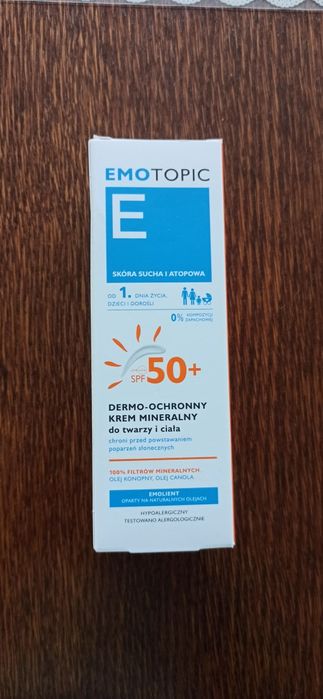 EMOTOPIC
E
SKÓRA SUCHA I ATOPOWA
OD 1. DNIA ŻYCIA
DZIECI I DOROŚLI
0% KOMPOZYCJI
ZAPACHOWEJ
SPF 50+
DERMO-OCHRONNY
KREM MINERALNY
do twarzy i ciała
chroni przed powstawaniem
poparzeń słonecznych
100% FILTRÓW MINERALNYCH
OLEJ KONOPNY, OLEJ CANOLA
EMOLIENT
OPARTY NA NATURALNYCH OLEJACH
HYPOALERGICZNY
TESTOWANO ALERGOLOGICZNIE